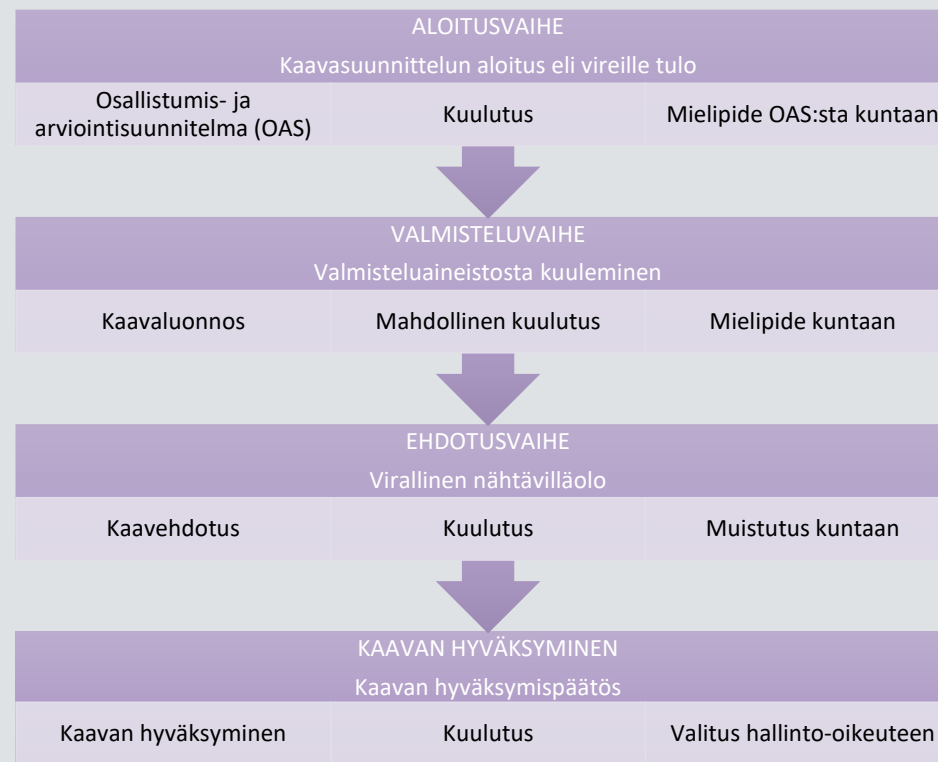 ALOITUSVAIHE
Kaavasuunnittelun aloitus eli vireille tulo
Osallistumis- ja
arviointisuunnitelma (OAS)
Kuulutus
Mielipide OAS:sta kuntaan
VALMISTELUVAIHE
Valmisteluaineistosta kuuleminen
Kaavaluonnos
Mahdollinen kuulutus
Mielipide kuntaan
EHDOTUSVAIHE
Virallinen nähtävilläolo
Kaavehdotus
Kuulutus
Muistutus kuntaan
KAAVAN HYVÄKSYMINEN
Kaavan hyväksymispäätös
Kaavan hyväksyminen
Kuulutus
Valitus hallinto-oikeuteen